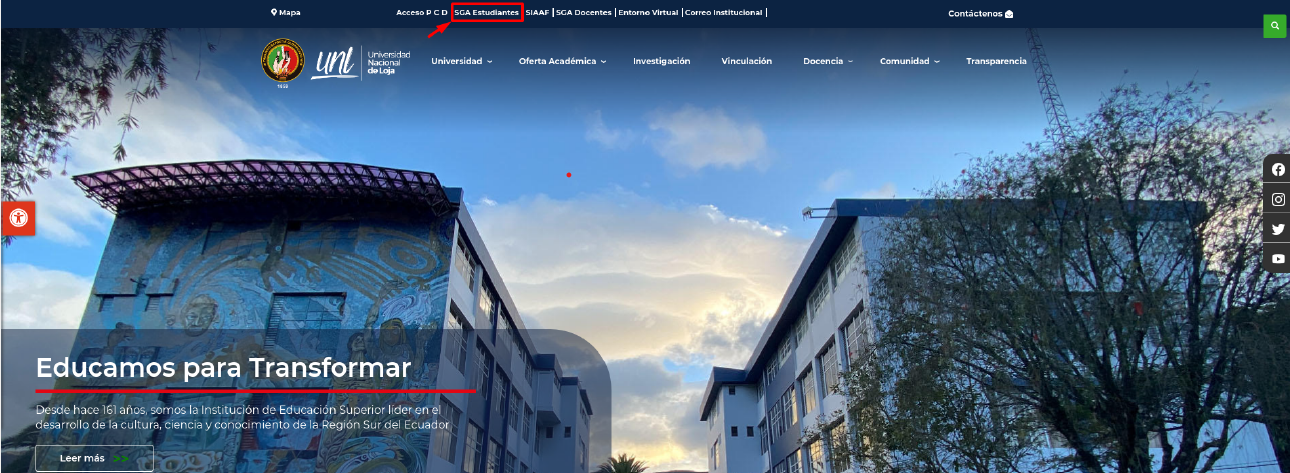 Mapa
Acceso P C D
SGA Estudiantes
SIAAF
SGA Docentes
Entorno Virtual
Correo Institucional
Contáctenos
1859
unl
Universidad
Nacional
de Loja
Universidad
Oferta Académica
Investigación
Vinculación
Docencia
Comunidad
Transparencia
Educamos para Transformar
Desde hace 161 años, somos la Institución de Educación Superior líder en el
desarrollo de la cultura, ciencia y conocimiento de la Región Sur del Ecuador
Leer más >>